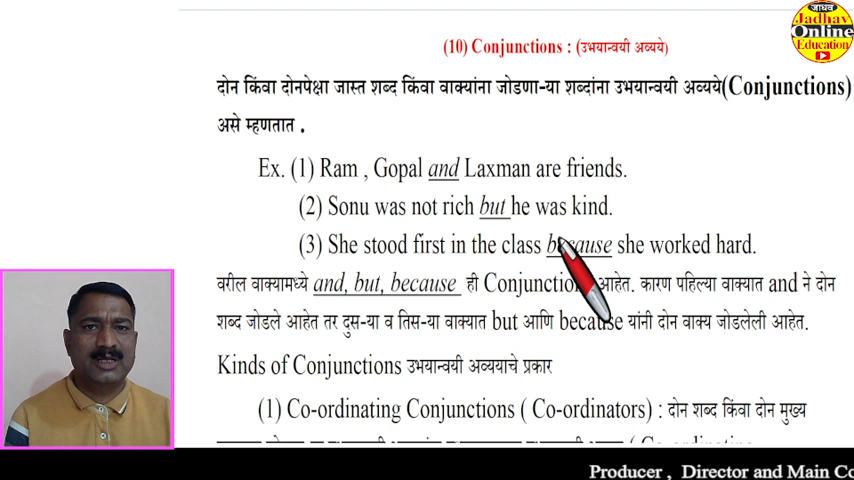 जाधव
Jadhav
Online
Education
(10) Conjunctions : (उभयान्वयी अव्यये)
दोन किंवा दोनपेक्षा जास्त शब्द किंवा वाक्यांना जोडणा-या शब्दांना उभयान्वयी अव्यये(Conjunctions)
असे म्हणतात .
Ex. (1) Ram , Gopal and Laxman are friends.
(2) Sonu was not rich but he was kind.
(3) She stood first in the class because she worked hard.
वरील वाक्यामध्ये and, but, because ही Conjunction आहेत. कारण पहिल्या वाक्यात and ने दोन
शब्द जोडले आहेत तर दुस-या व तिस-या वाक्यात but आणि because यांनी दोन वाक्य जोडलेली आहेत.
Kinds of Conjunctions उभयान्वयी अव्ययाचे प्रकार
(1) Co-ordinating Conjunctions ( Co-ordinators) : दोन शब्द किंवा दोन मुख्य
Producer , Director and Main Co